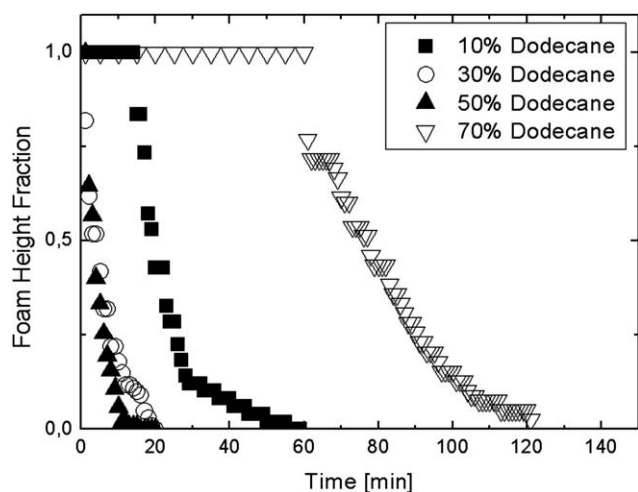 1,0
0,5
0,0
Foam Height Fraction
10% Dodecane
30% Dodecane
50% Dodecane
70% Dodecane
0 20 40 60 80 100 120 140
Time [min]